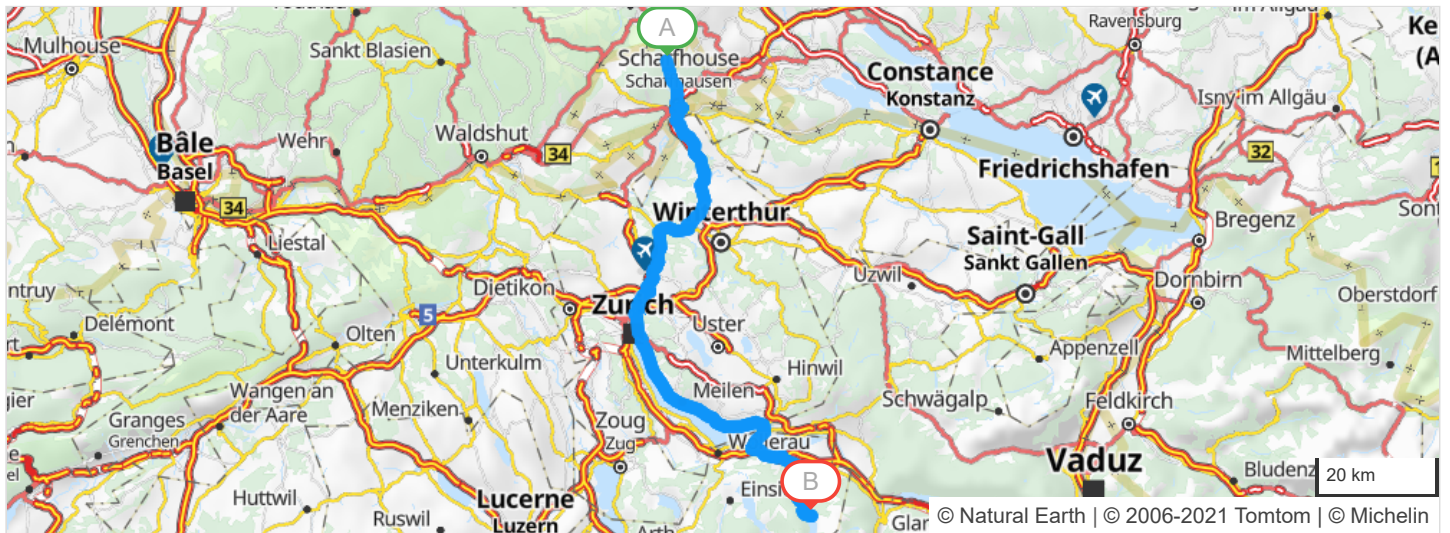 A
Mulhouse
Sankt Blasien
Schaffhouse
Schaffhausen
Ravensburg
Constance
Konstanz
Isny im Allgäu
Wehr
Waldshut
34
Bâle
Basel
34
Liestal
Friedrichshafen
32
Winterthur
Bregenz
Saint-Gall
Sankt Gallen
Uzwil
Dornbirn
Oberstdorf
Dietikon
Zurich
5
Delémont
Olten
Uster
Unterkulm
Appenzell
Mittelberg
Hinwil
Meilen
Wangen an
der Aare
Menziken
Schwägalp
Feldkirch
Granges
Grenchen
Zoug
Zug
Wollerau
Vaduz
Bludenz
20 km
B
Huttwil
Lucerne
Luzern
Einsi
Ruswil
Arth
Glar
© Natural Earth | © 2006-2021 Tomtom | © Michelin